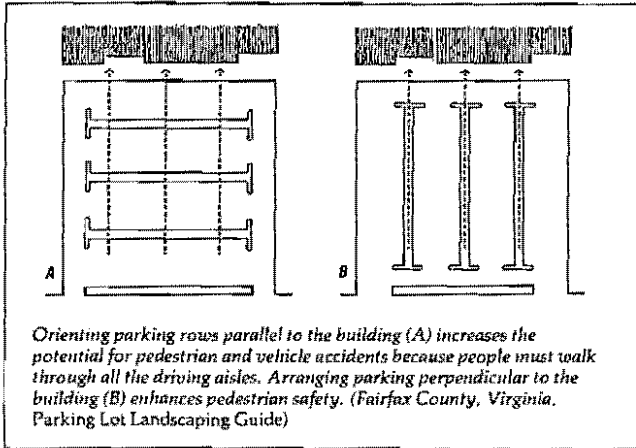 A
B
Orienting parking rows parallel to the building (A) increases the
potential for pedestrian and vehicle accidents because people must walk
through all the driving aisles. Arranging parking perpendicular to the
building (B) enhances pedestrian safety. (Fairfax County, Virginia,
Parking Lot Landscaping Guide)